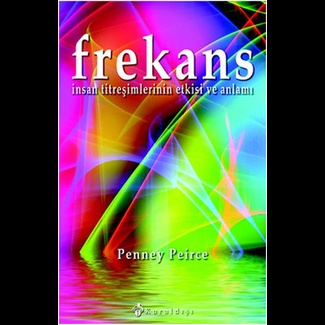 frekans
insan titreşimlerinin etkisi ve anlamı
Penney Peirce
Kuraldışı